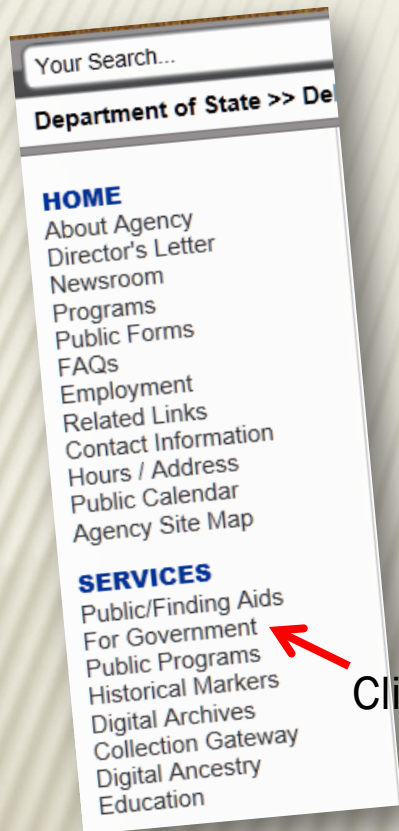 Your Search...
Department of State >> De
HOME
About Agency
Director's Letter
Newsroom
Programs
Public Forms
FAQs
Employment
Related Links
Contact Information
Hours / Address
Public Calendar
Agency Site Map
SERVICES
Public/Finding Aids
For Government
Public Programs
Historical Markers
Digital Archives
Collection Gateway
Digital Ancestry
Education